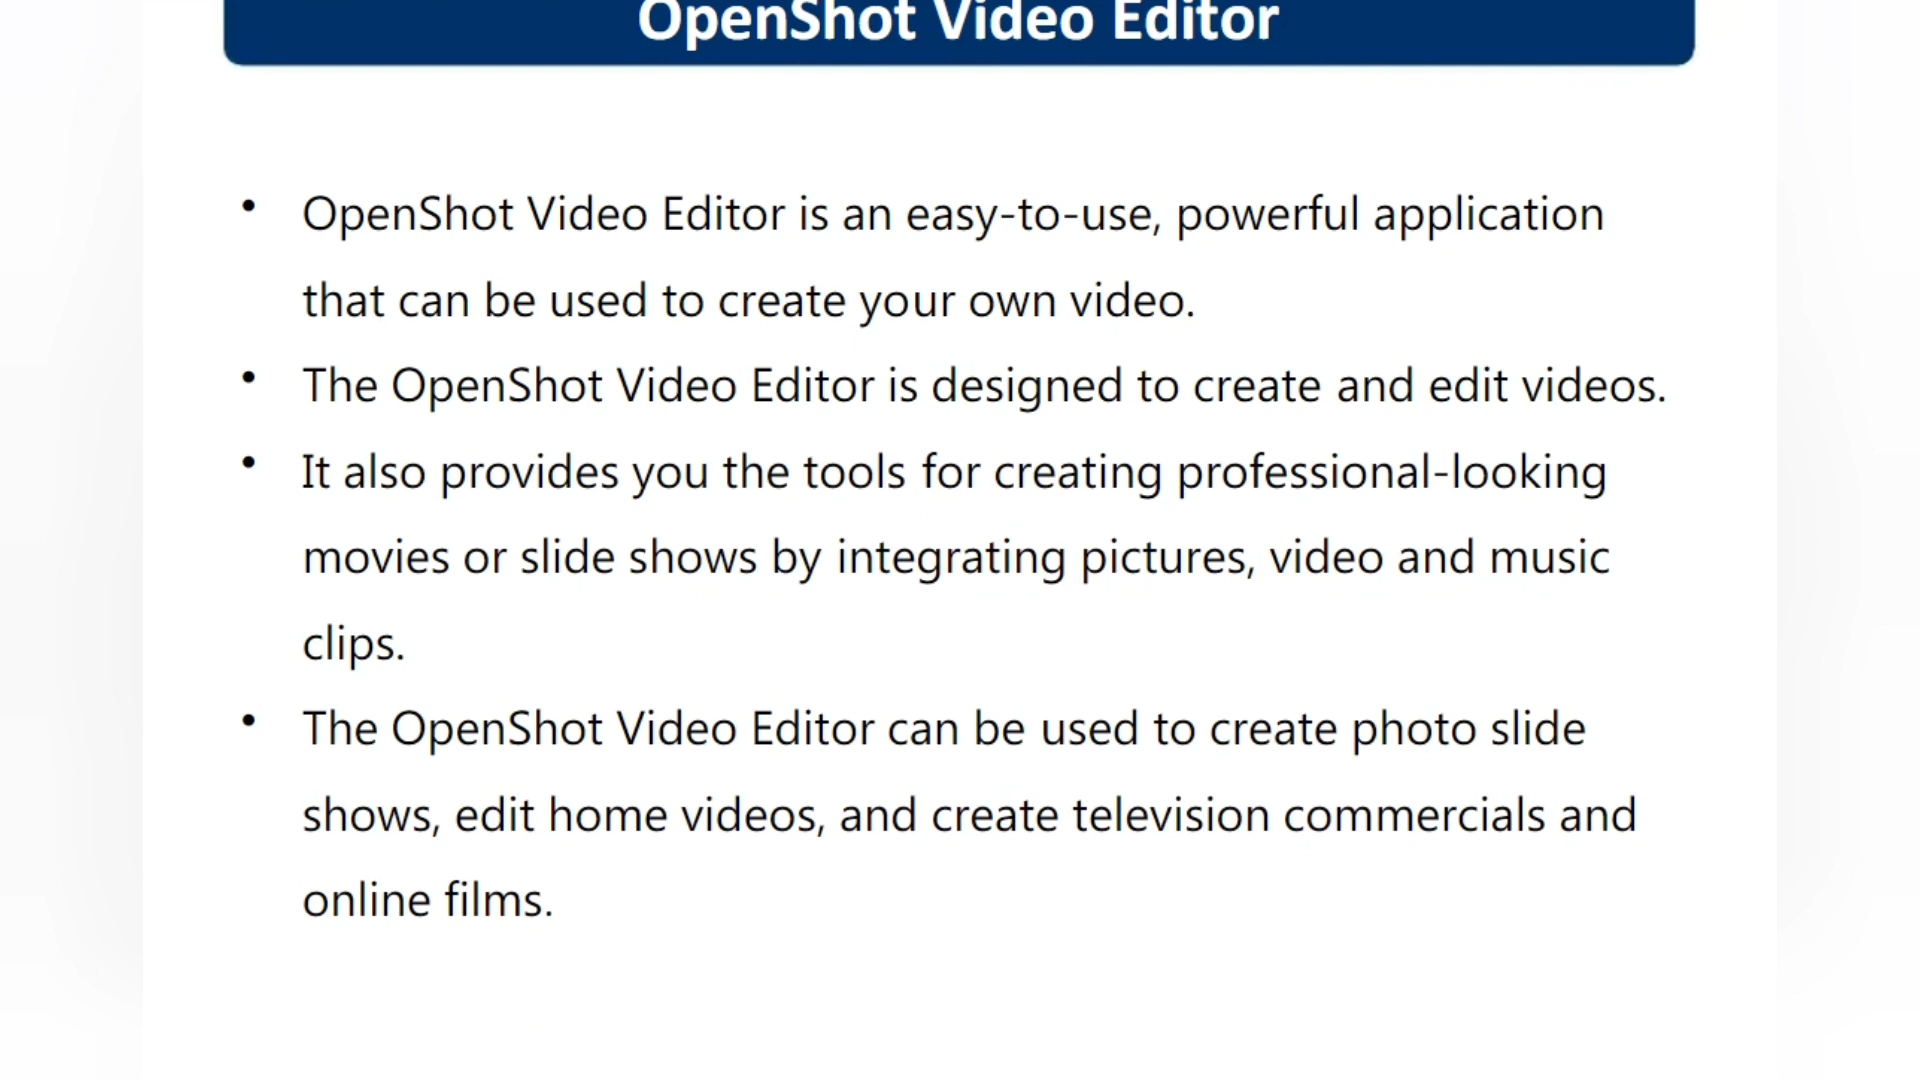 OpenShot Video Editor
• OpenShot Video Editor is an easy-to-use, powerful application
that can be used to create your own video.
• The OpenShot Video Editor is designed to create and edit videos.
• It also provides you the tools for creating professional-looking
movies or slide shows by integrating pictures, video and music
clips.
• The OpenShot Video Editor can be used to create photo slide
shows, edit home videos, and create television commercials and
online films.